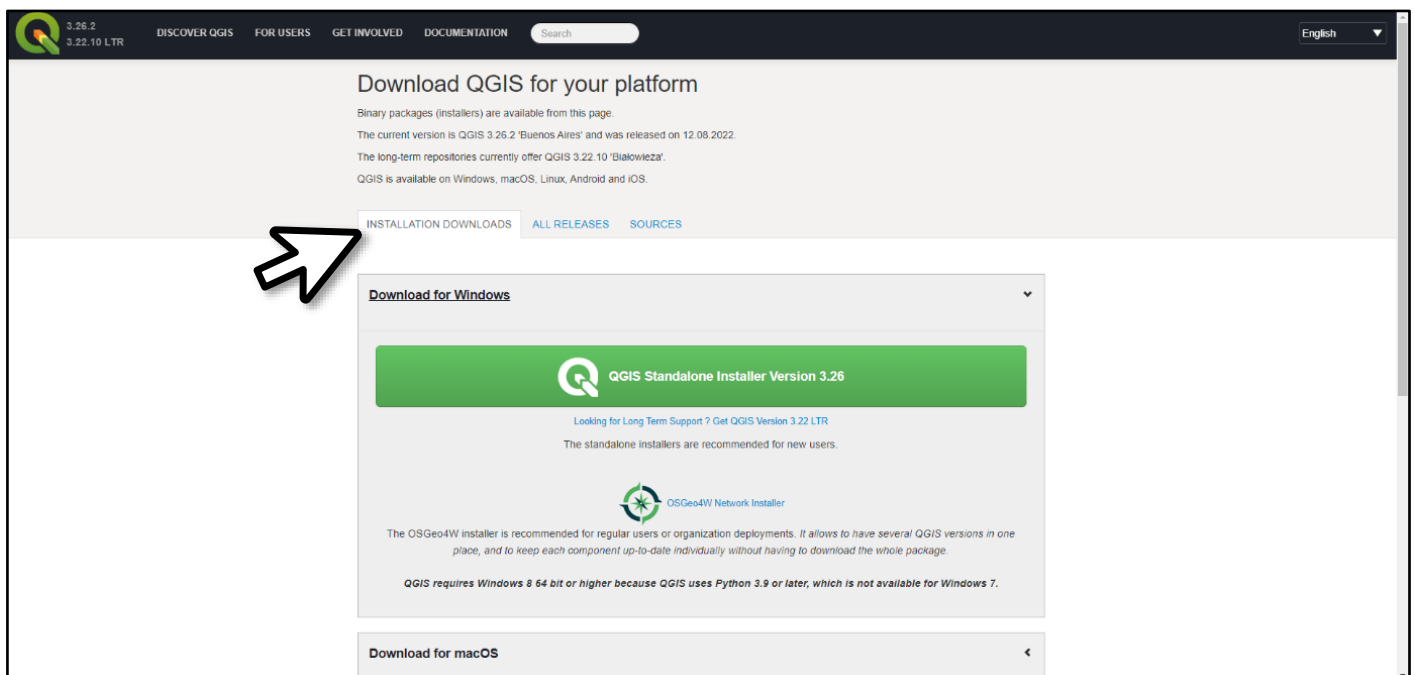 3.26.2
3.22.10 LTR
DISCOVER QGIS FOR USERS GET INVOLVED DOCUMENTATION Search English
Download QGIS for your platform
Binary packages (installers) are available from this page.
The current version is QGIS 3.26.2 'Buenos Aires' and was released on 12.08.2022.
The long-term repositories currently offer QGIS 3.22.10 'Białowieża'.
QGIS is available on Windows, macOS, Linux, Android and iOS.
INSTALLATION DOWNLOADS ALL RELEASES SOURCES
Download for Windows
QGIS Standalone Installer Version 3.26
Looking for Long Term Support ? Get QGIS Version 3.22 LTR
The standalone installers are recommended for new users.
OSGeo4W Network Installer
The OSGeo4W installer is recommended for regular users or organization deployments. It allows to have several QGIS versions in one
place, and to keep each component up-to-date individually without having to download the whole package.
QGIS requires Windows 8 64 bit or higher because QGIS uses Python 3.9 or later, which is not available for Windows 7.
Download for macOS